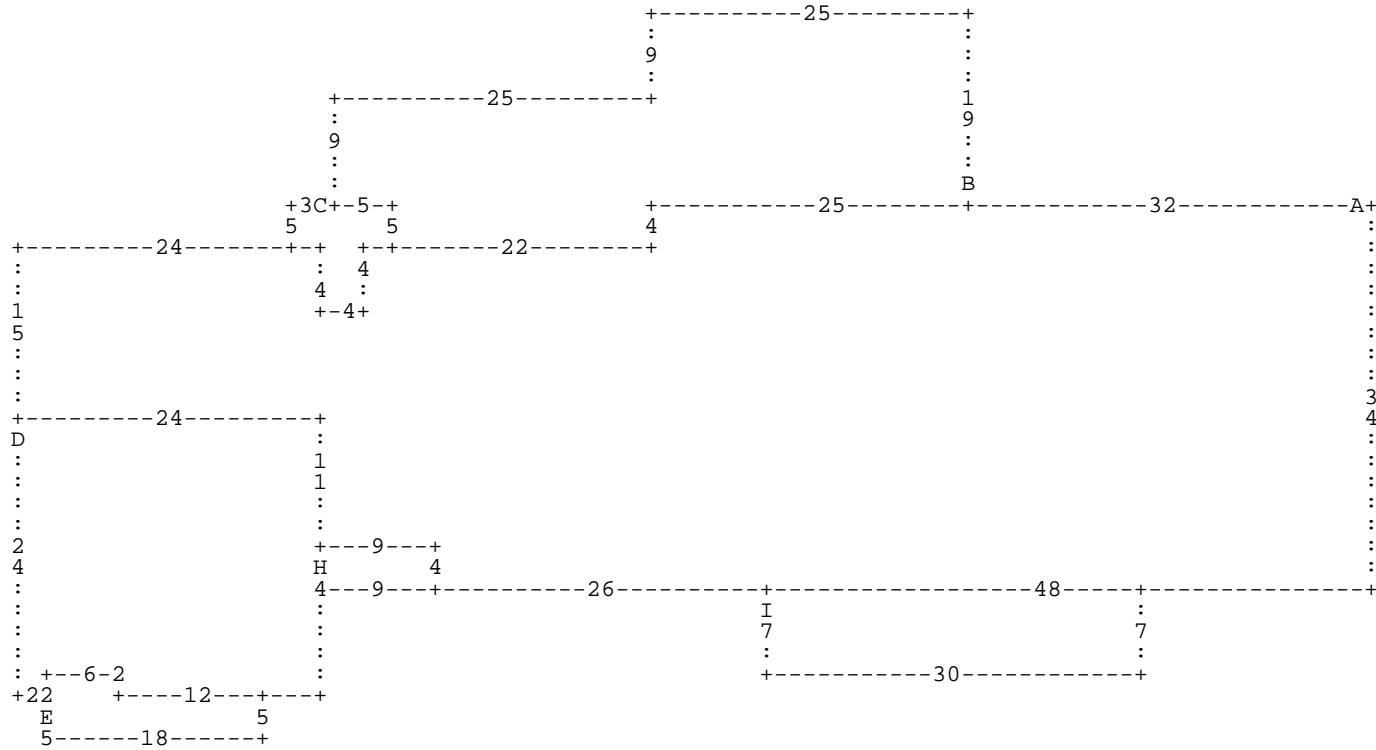 +----------25---------+
                                            :                     :
                                            9                     :
                                            :                     :
                      +----------25---------+                     1
                      :                                           9
                      9                                           :
                      :                                           :
                      :                                           B
                   +3C+-5-+                 +-----------25--------+------------32------------A+
                   5      5                 4                                                 :
+---------24-------+-+  +-+-------22--------+                                                 :
:                    :  4                                                                     :
:                    4  :                                                                     :
1                    +-4+                                                                     :
5                                                                                             :
:                                                                                             :
:                                                                                             :
:                                                                                             3
+---------24---------+                                                                        4
D                    :                                                                        :
:                    1                                                                        :
:                    1                                                                        :
:                    :                                                                        :
:                    :                                                                        :
2                    +---9---+                                                                :
4                    H       4                                                                :
:                    4---9---+----------26----------+------------------48-----+---------------+
:                    :                              I                         :
:                    :                              7                         7
:                    :                              :                         :
: +--6-2             :                              +-----------30------------+
+22    +----12---+---+
  E              5
  5------18------+